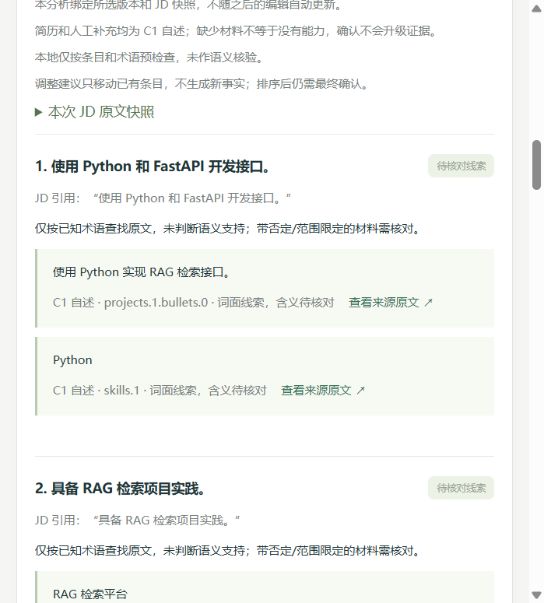 本分析绑定所选版本和 JD 快照，不随之后的编辑自动更新。
简历和人工补充均为 C1 自述；缺少材料不等于没有能力，确认不会升级证据。
本地仅按条目和术语预检查，未作语义核验。
调整建议只移动已有条目，不生成新事实；排序后仍需最终确认。
▶ 本次 JD 原文快照
1. 使用 Python 和 FastAPI 开发接口。
待核对线索
JD 引用：“使用 Python 和 FastAPI 开发接口。”
仅按已知术语查找原文，未判断语义支持；带否定/范围限定的材料需核对。
使用 Python 实现 RAG 检索接口。
C1 自述 · projects.1.bullets.0 · 词面线索，含义待核对 查看来源原文 ↗
Python
C1 自述 · skills.1 · 词面线索，含义待核对 查看来源原文 ↗
2. 具备 RAG 检索项目实践。
待核对线索
JD 引用：“具备 RAG 检索项目实践。”
仅按已知术语查找原文，未判断语义支持；带否定/范围限定的材料需核对。
RAG 检索平台